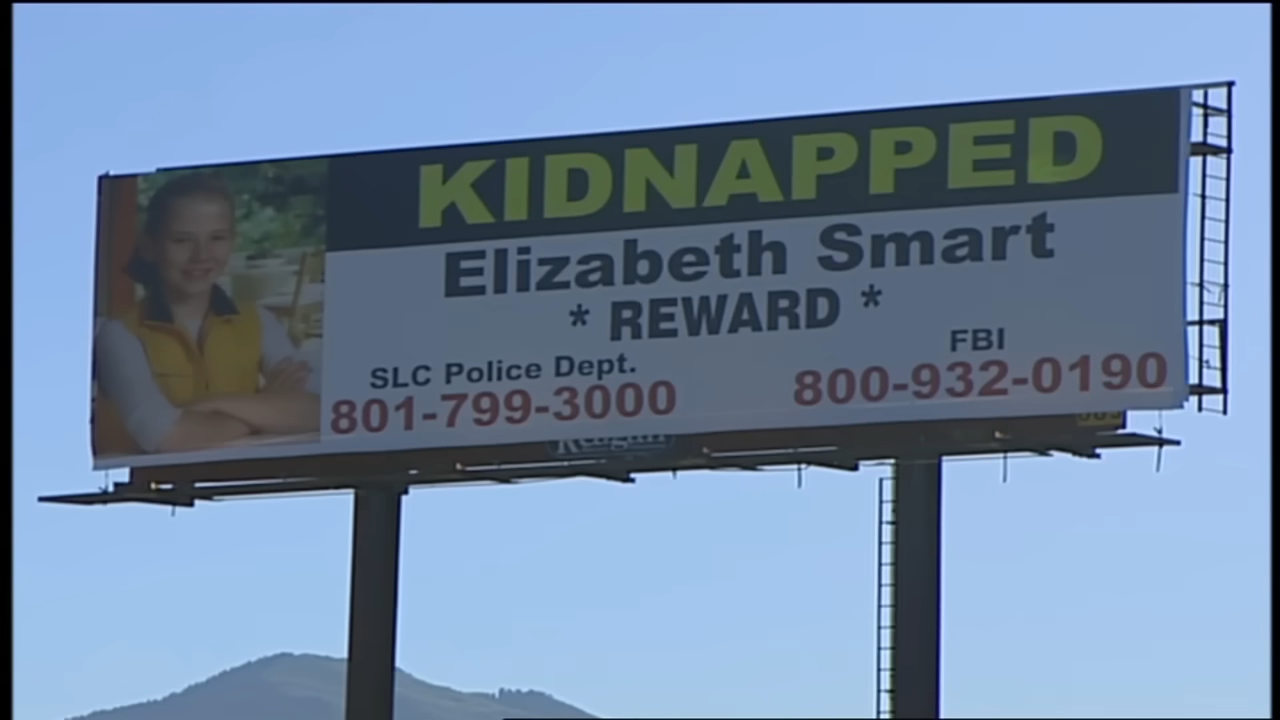 KIDNAPPED
Elizabeth Smart
* REWARD *
SLC Police Dept.
801-799-3000
FBI
800-932-0190